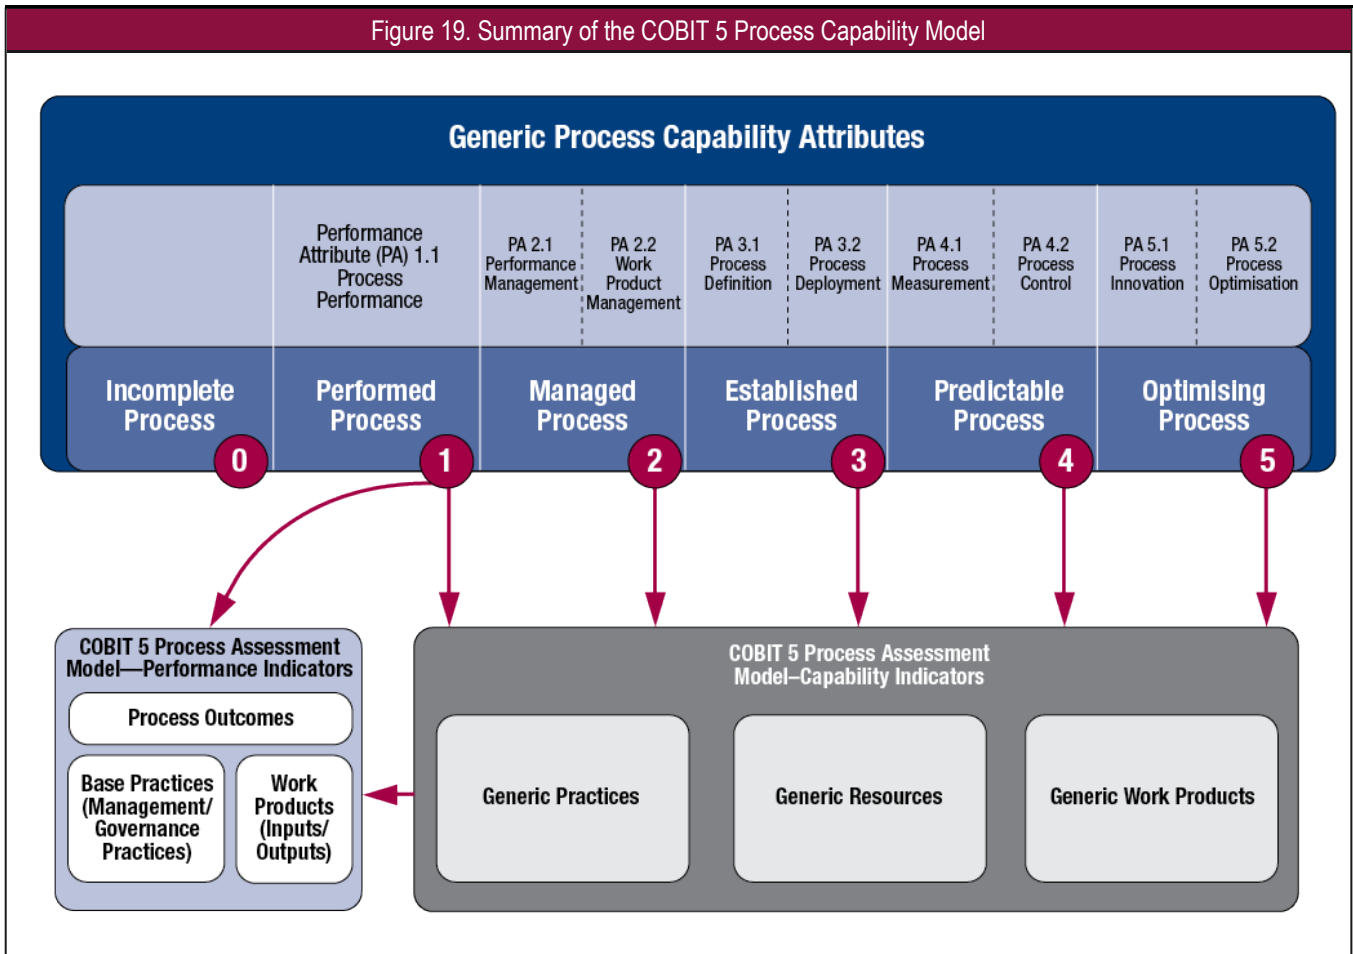 Figure 19. Summary of the COBIT 5 Process Capability Model
Generic Process Capability Attributes
Performance
Attribute (PA) 1.1
Process
Performance
PA 2.1
Performance
Management
PA 2.2
Work
Product
Management
PA 3.1
Process
Definition
PA 3.2
Process
Deployment
PA 4.1
Process
Measurement
PA 4.2
Process
Control
PA 5.1
Process
Innovation
PA 5.2
Process
Optimisation
Incomplete
Process
0
Performed
Process
1
Managed
Process
2
Established
Process
3
Predictable
Process
4
Optimising
Process
5
COBIT 5 Process Assessment
Model—Performance Indicators
Process Outcomes
Base Practices
(Management/
Governance
Practices)
Work
Products
(Inputs/
Outputs)
COBIT 5 Process Assessment
Model–Capability Indicators
Generic Practices
Generic Resources
Generic Work Products